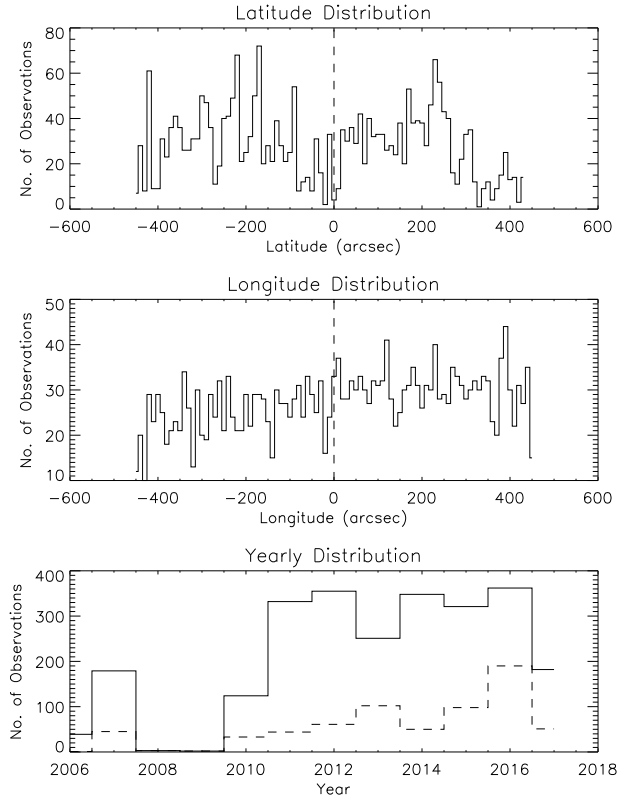 Latitude Distribution
No. of Observations
80
60
40
20
0
−600 −400 −200 0 200 400 600
Latitude (arcsec)
Longitude Distribution
No. of Observations
50
40
30
20
10
−600 −400 −200 0 200 400 600
Longitude (arcsec)
Yearly Distribution
No. of Observations
400
300
200
100
0
2006 2008 2010 2012 2014 2016 2018
Year